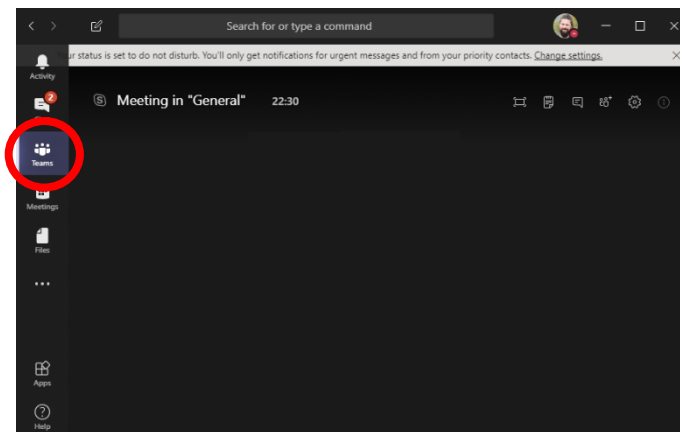 Search for or type a command
ur status is set to do not disturb. You'll only get notifications for urgent messages and from your priority contacts. Change settings.
Activity
2
Meeting in "General" 22:30
Teams
Meetings
Files
Apps
Help